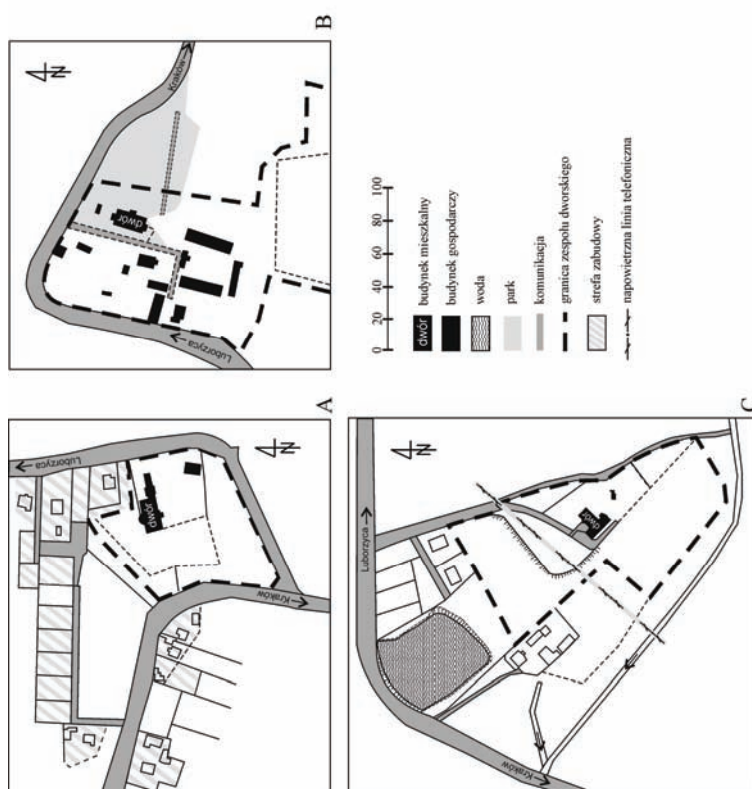 A
Luborzyca
Kraków
dwór
N
B
Luborzyca
Kraków
dwór
N
C
Luborzyca
Kraków
dwór
N
0 20 40 60 80 100
dwór budynek mieszkalny
budynek gospodarczy
woda
park
komunikacja
granica zespołu dworskiego
strefa zabudowy
napowietrzna linia telefoniczna